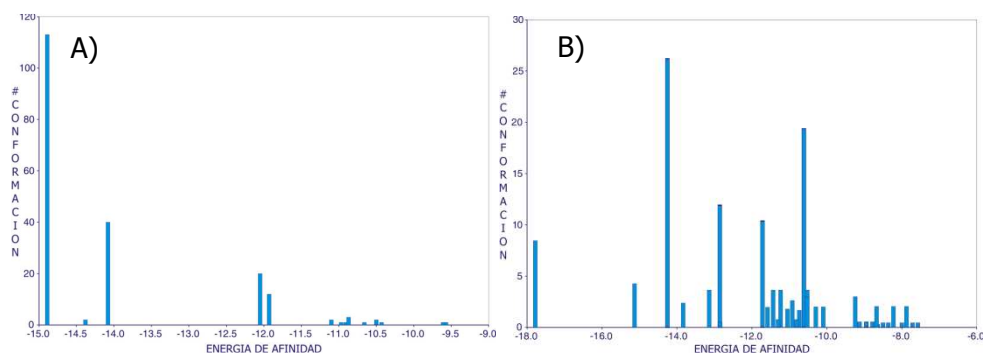 A)
120
100
80
60
40
20
0
# CONFORMACION
-15.0 -14.5 -14.0 -13.5 -13.0 -12.5 -12.0 -11.5 -11.0 -10.5 -10.0 -9.5 -9.0
ENERGIA DE AFINIDAD
B)
30
25
20
15
10
5
0
# CONFORMACION
-18.0 -16.0 -14.0 -12.0 -10.0 -8.0 -6.0
ENERGIA DE AFINIDAD